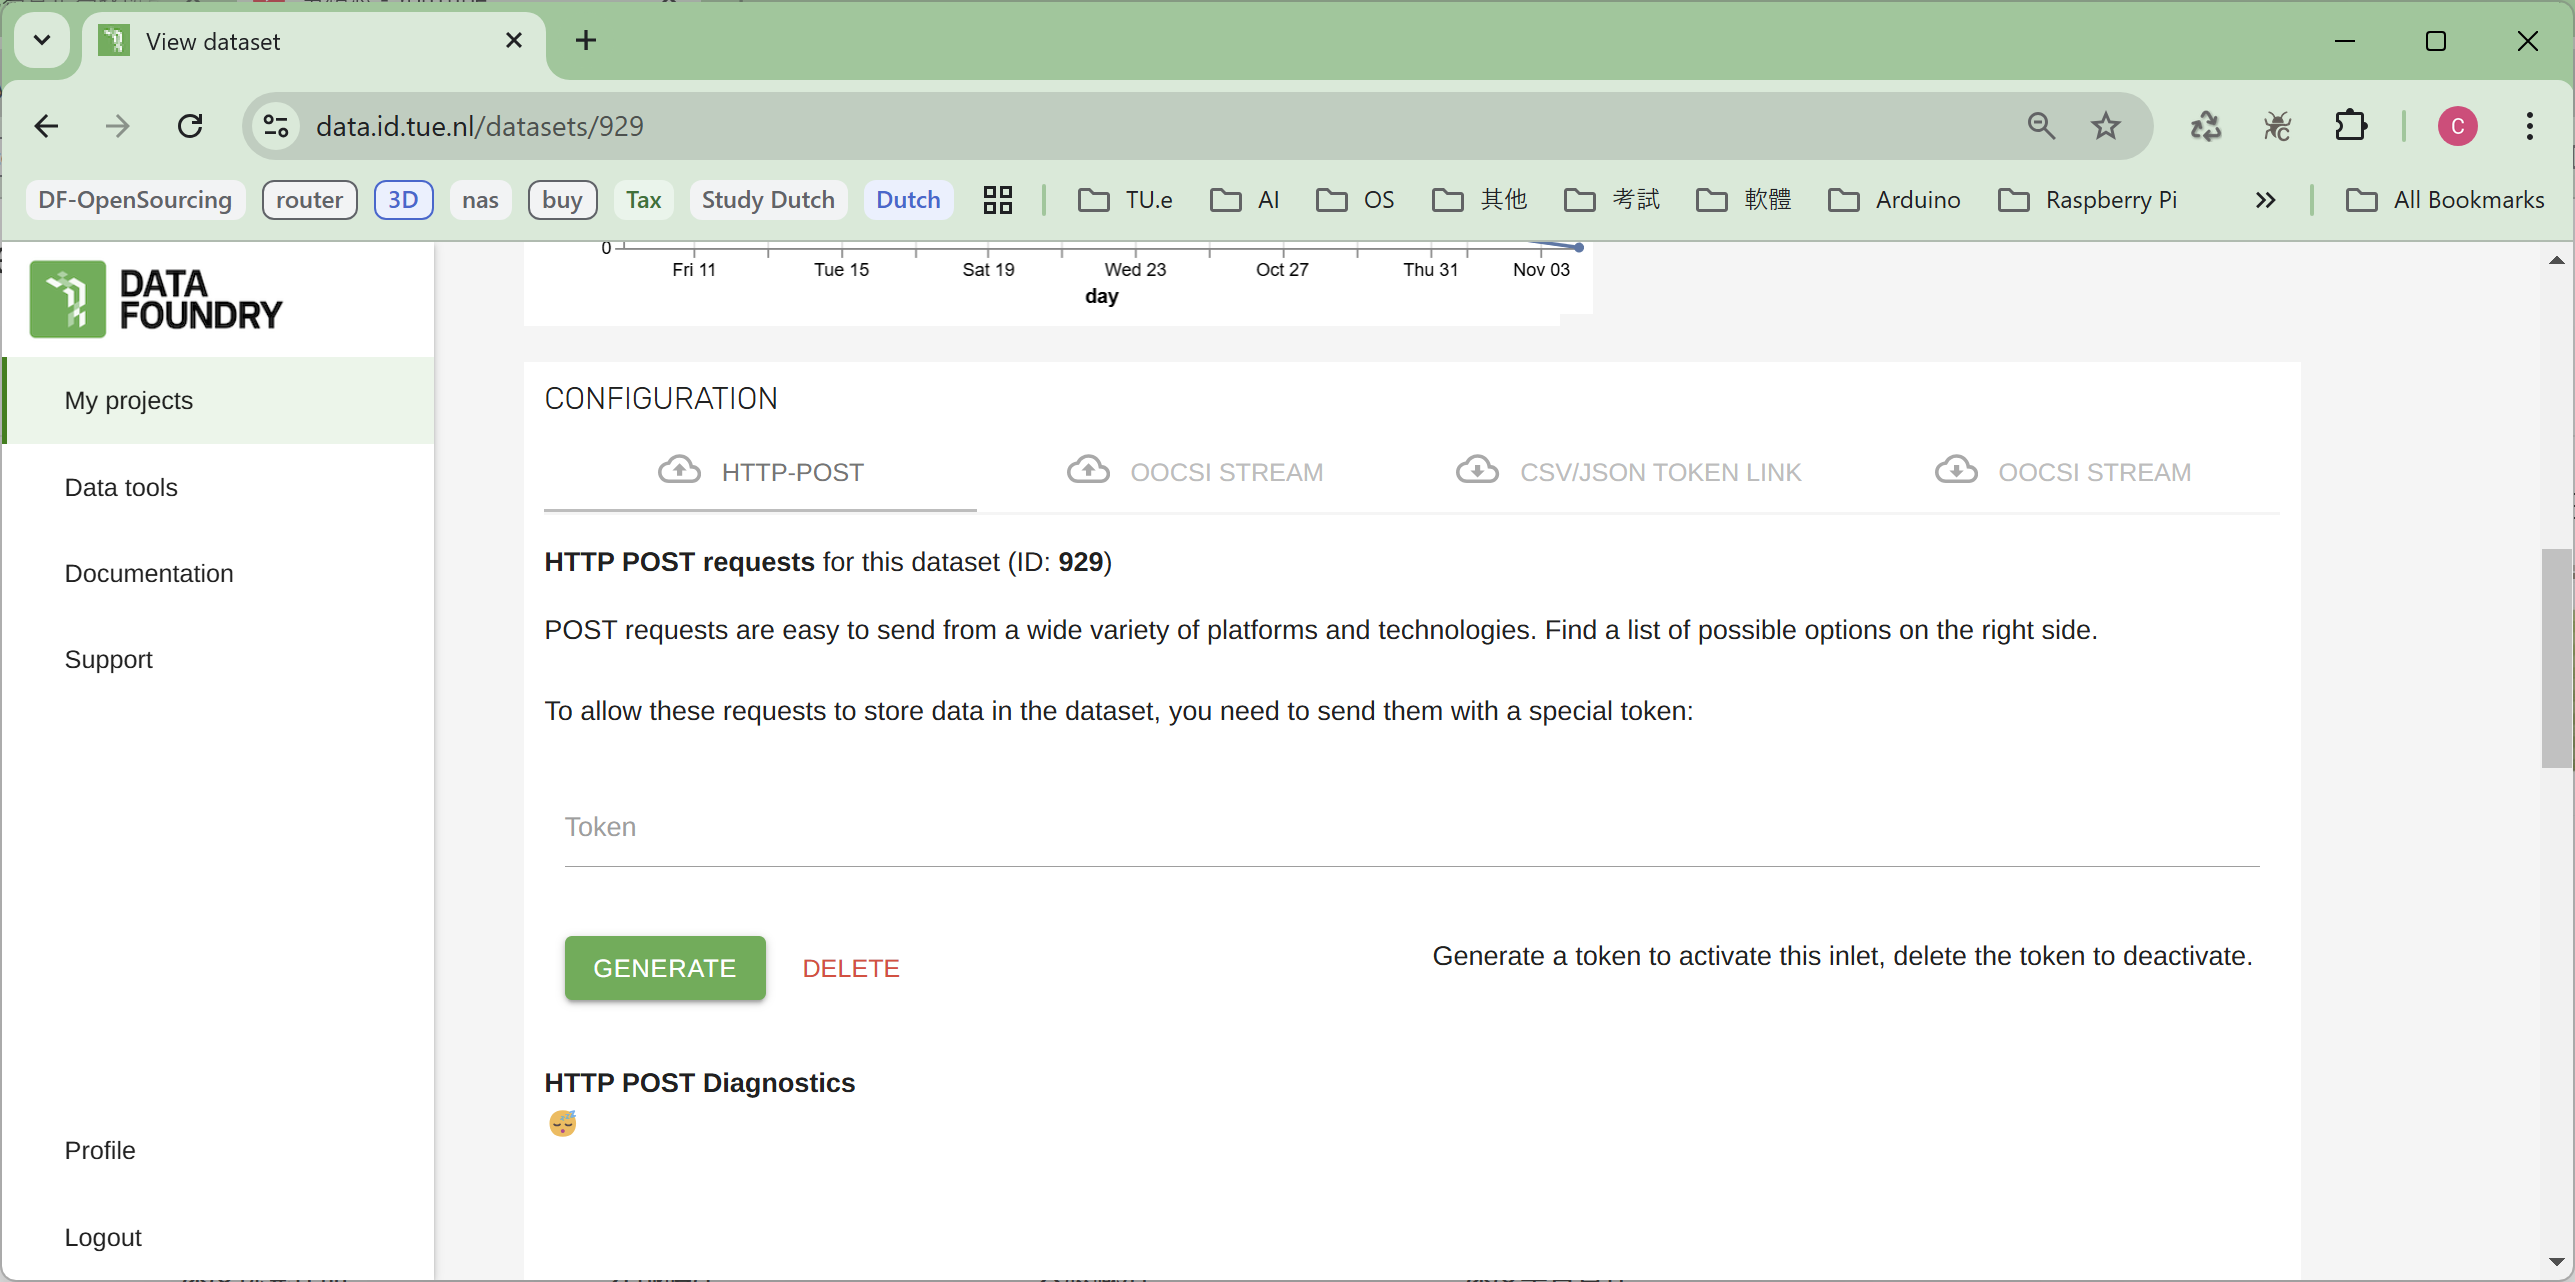 View dataset
data.id.tue.nl/datasets/929
C
DF-OpenSourcing router 3D nas buy Tax Study Dutch Dutch TU.e AI OS 其他 考試 軟體 Arduino Raspberry Pi All Bookmarks
DATA
FOUNDRY
My projects
Data tools
Documentation
Support
Profile
Logout
0
Fri 11 Tue 15 Sat 19 Wed 23 Oct 27 Thu 31 Nov 03
day
CONFIGURATION
HTTP-POST OOCSI STREAM CSV/JSON TOKEN LINK OOCSI STREAM
HTTP POST requests for this dataset (ID: 929)
POST requests are easy to send from a wide variety of platforms and technologies. Find a list of possible options on the right side.
To allow these requests to store data in the dataset, you need to send them with a special token:
Token
GENERATE DELETE Generate a token to activate this inlet, delete the token to deactivate.
HTTP POST Diagnostics